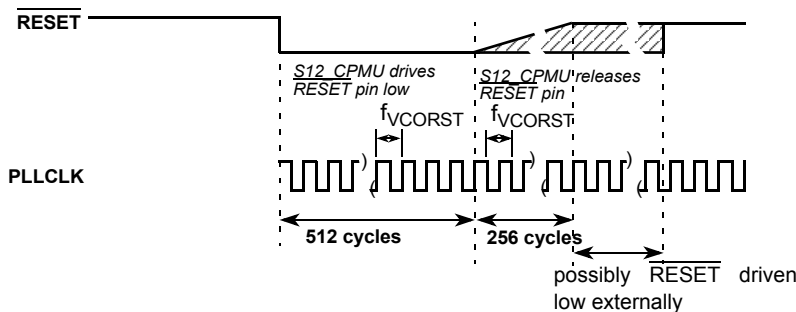 RESET
S12_CPMU drives
RESET pin low
S12_CPMU releases
RESET pin
fVCORST
fVCORST
PLLCLK
512 cycles
256 cycles
possibly RESET driven
low externally